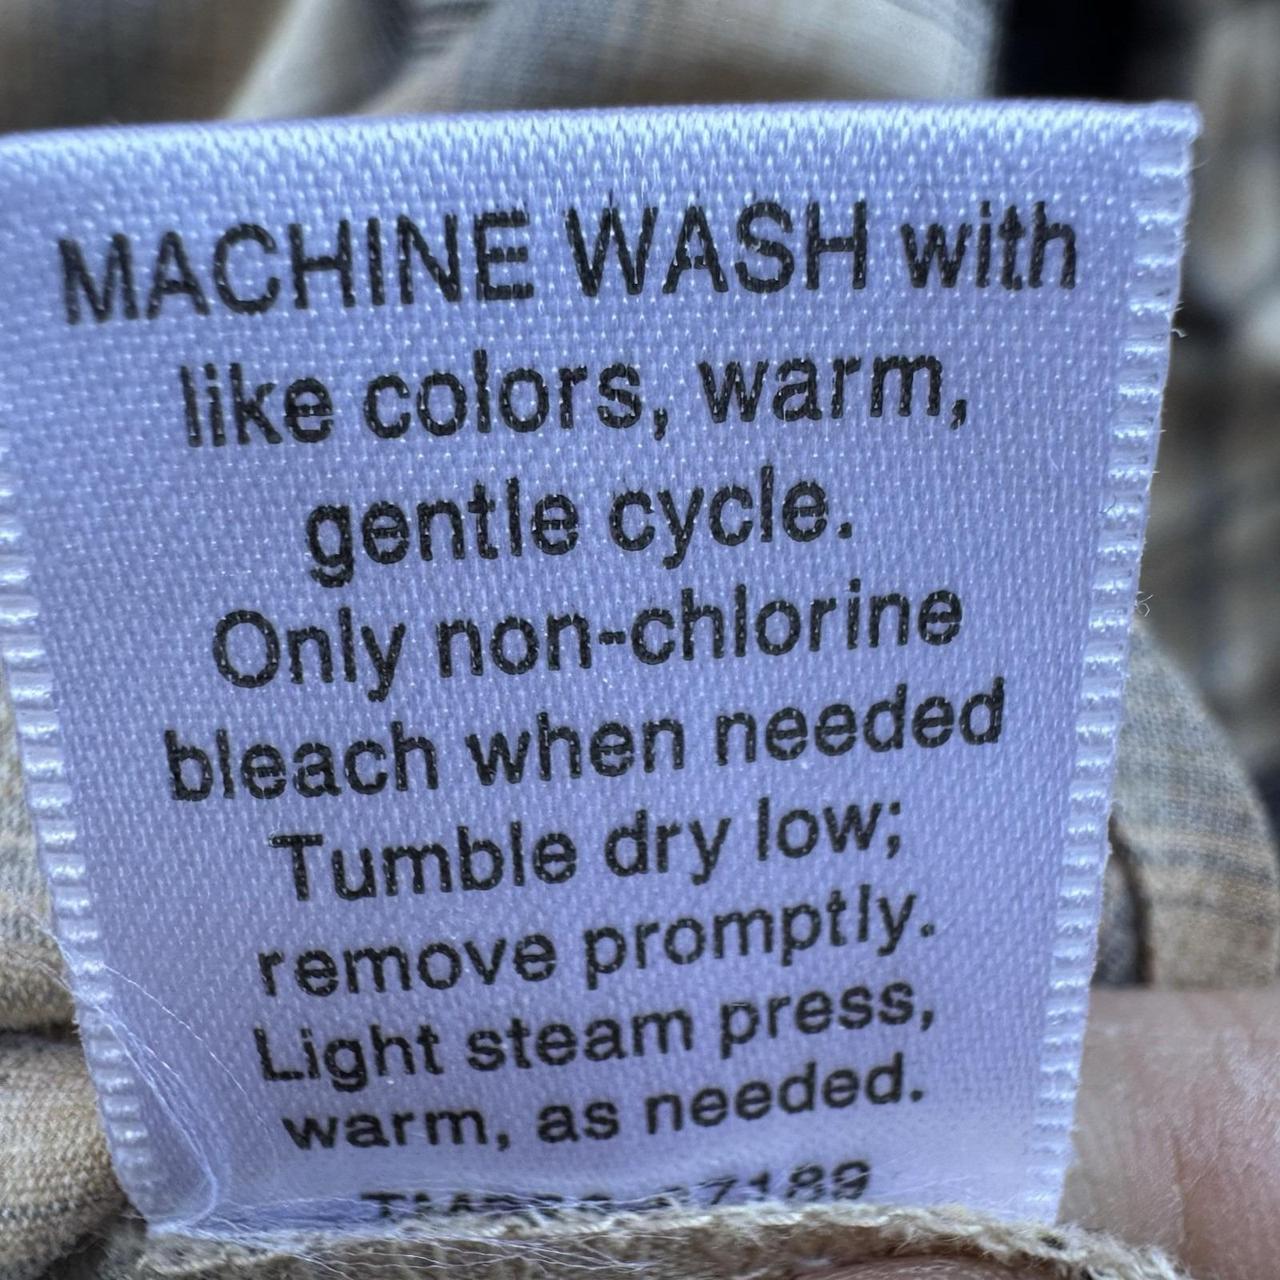 MACHINE WASH with
like colors, warm,
gentle cycle.
Only non-chlorine
bleach when needed
Tumble dry low;
remove promptly.
Light steam press,
warm, as needed.